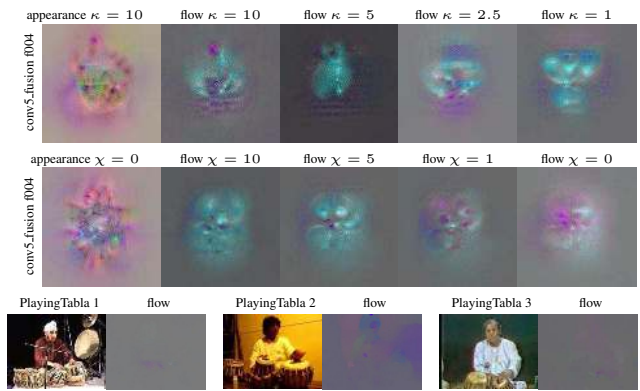 appearance κ = 10 flow κ = 10 flow κ = 5 flow κ = 2.5 flow κ = 1
conv5_fusion f004
appearance χ = 0 flow χ = 10 flow χ = 5 flow χ = 1 flow χ = 0
conv5_fusion f004
PlayingTabla 1 flow PlayingTabla 2 flow PlayingTabla 3 flow